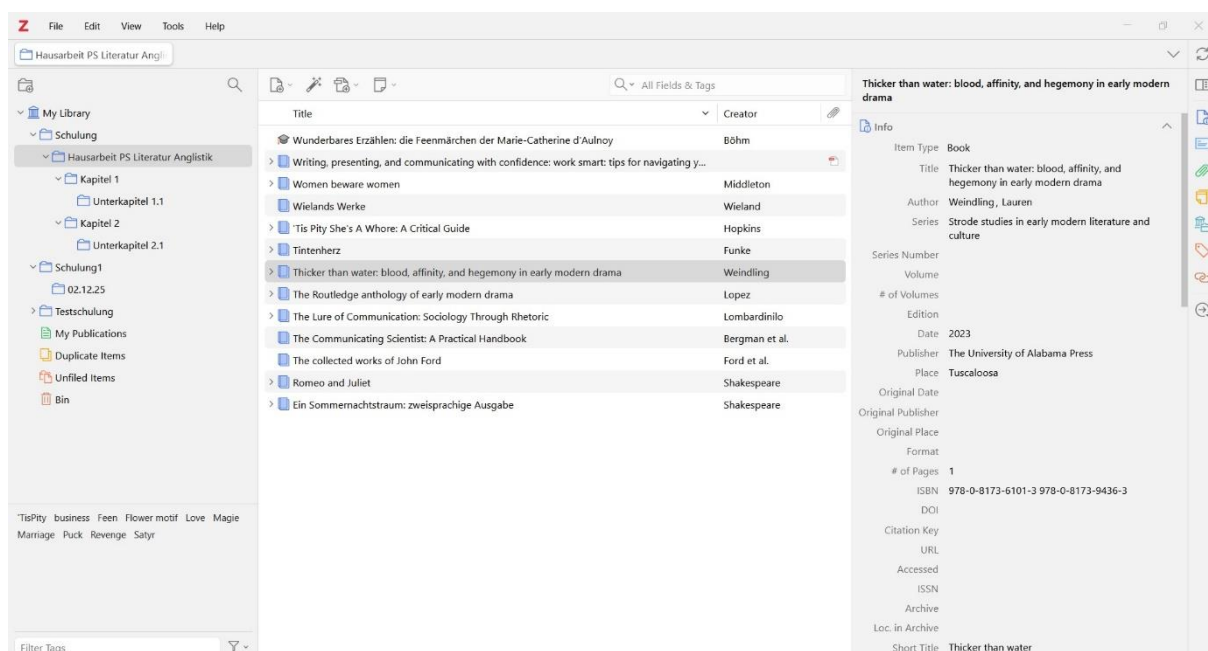 Z File Edit View Tools Help
Hausarbeit PS Literatur Angli
My Library
Schulung
Hausarbeit PS Literatur Anglistik
Kapitel 1
Unterkapitel 1.1
Kapitel 2
Unterkapitel 2.1
Schulung1
02.12.25
Testschulung
My Publications
Duplicate Items
Unfiled Items
Bin
'TisPity business Feen Flower motif Love Magie
Marriage Puck Revenge Satyr
Filter Tags
All Fields & Tags
Title Creator
Wunderbares Erzählen: die Feenmärchen der Marie-Catherine d'Aulnoy Böhm
Writing, presenting, and communicating with confidence: work smart: tips for navigating y...
Women beware women Middleton
Wielands Werke Wieland
'Tis Pity She's A Whore: A Critical Guide Hopkins
Tintenherz Funke
Thicker than water: blood, affinity, and hegemony in early modern drama Weindling
The Routledge anthology of early modern drama Lopez
The Lure of Communication: Sociology Through Rhetoric Lombardinilo
The Communicating Scientist: A Practical Handbook Bergman et al.
The collected works of John Ford Ford et al.
Romeo and Juliet Shakespeare
Ein Sommernachtstraum: zweisprachige Ausgabe Shakespeare
Thicker than water: blood, affinity, and hegemony in early modern
drama
Info
Item Type Book
Title Thicker than water: blood, affinity, and
hegemony in early modern drama
Author Weindling, Lauren
Series Strode studies in early modern literature and
culture
Series Number
Volume
# of Volumes
Edition
Date 2023
Publisher The University of Alabama Press
Place Tuscaloosa
Original Date
Original Publisher
Original Place
Format
# of Pages 1
ISBN 978-0-8173-6101-3 978-0-8173-9436-3
DOI
Citation Key
URL
Accessed
ISSN
Archive
Loc. in Archive
Short Title Thicker than water